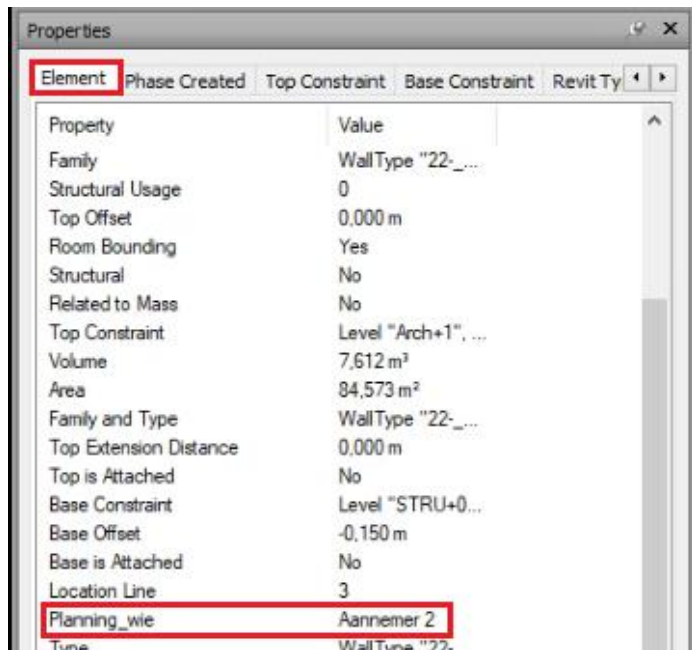 Properties
Element Phase Created Top Constraint Base Constraint Revit Ty
Property Value
Family WallType "22-_...
Structural Usage 0
Top Offset 0,000 m
Room Bounding Yes
Structural No
Related to Mass No
Top Constraint Level "Arch+1", ...
Volume 7,612 m³
Area 84,573 m²
Family and Type WallType "22-_...
Top Extension Distance 0,000 m
Top is Attached No
Base Constraint Level "STRU+0...
Base Offset -0,150 m
Base is Attached No
Location Line 3
Planning_wie Aannemer 2
Type WallType "22-